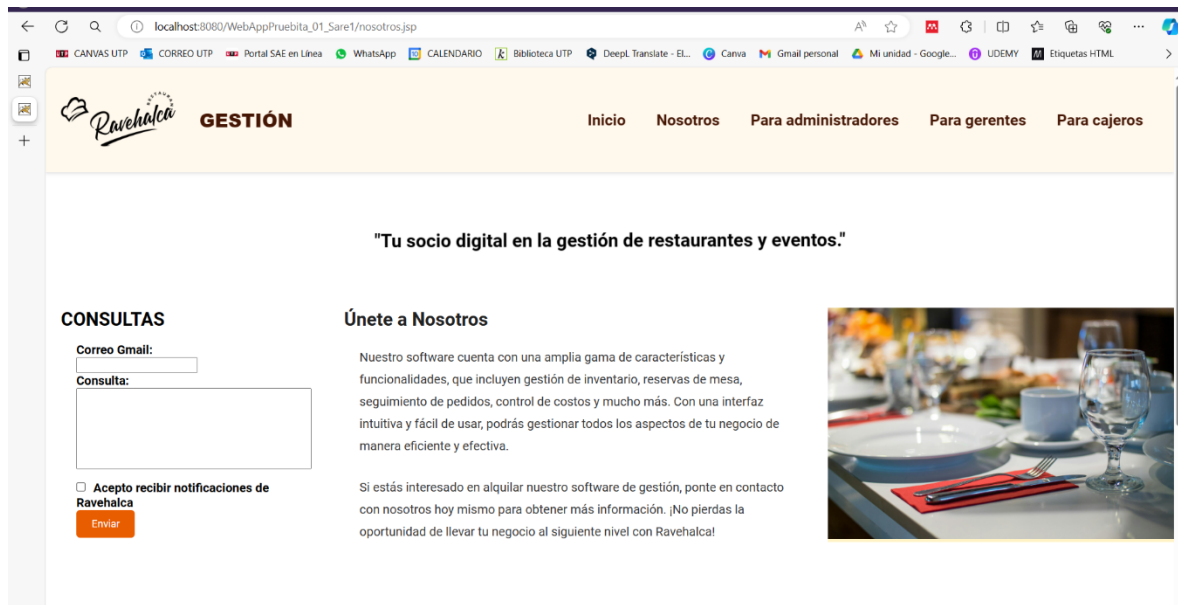 localhost:8080/WebAppPruebita_01_Sare1/nosotros.jsp
CANVAS UTP CORREO UTP Portal SAE en Línea WhatsApp CALENDARIO Biblioteca UTP DeepL Translate - El... Canva Gmail personal Mi unidad - Google... UDEMY Etiquetas HTML
RESTAURANT
Ravehalca GESTIÓN Inicio Nosotros Para administradores Para gerentes Para cajeros
"Tu socio digital en la gestión de restaurantes y eventos."
CONSULTAS
Correo Gmail:
Consulta:
Acepto recibir notificaciones de
Ravehalca
Enviar
Únete a Nosotros
Nuestro software cuenta con una amplia gama de características y
funcionalidades, que incluyen gestión de inventario, reservas de mesa,
seguimiento de pedidos, control de costos y mucho más. Con una interfaz
intuitiva y fácil de usar, podrás gestionar todos los aspectos de tu negocio de
manera eficiente y efectiva.
Si estás interesado en alquilar nuestro software de gestión, ponte en contacto
con nosotros hoy mismo para obtener más información. ¡No pierdas la
oportunidad de llevar tu negocio al siguiente nivel con Ravehalca!